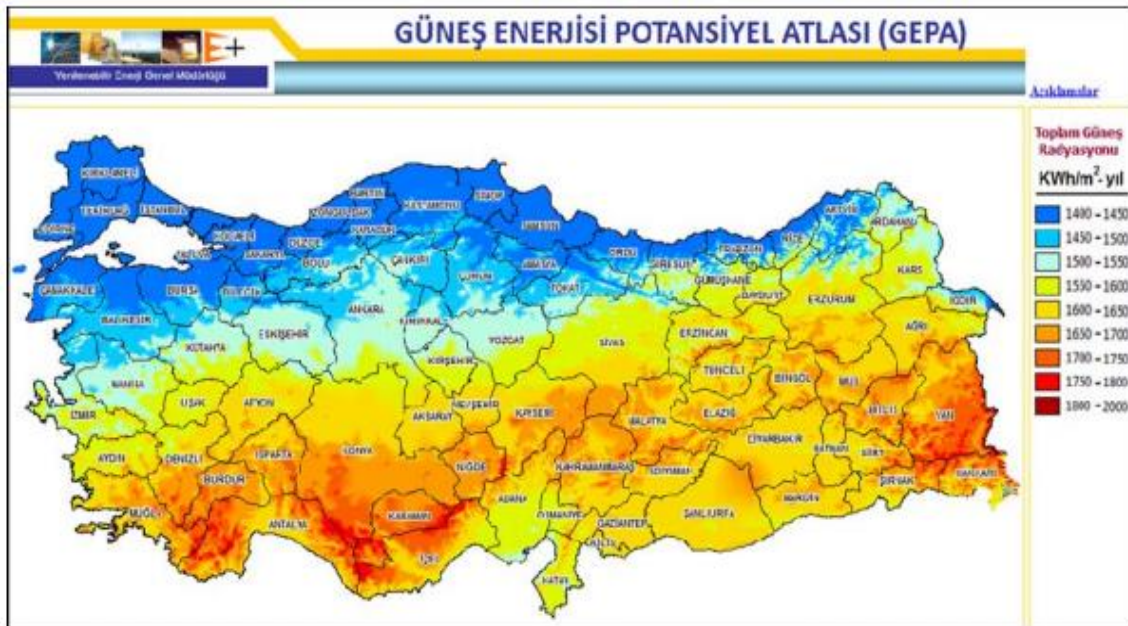 GÜNEŞ ENERJİSİ POTANSİYEL ATLASI (GEPA)
E+
Yenilenebilir Enerji Genel Müdürlüğü
Açıklamalar
Toplam Güneş
Radyasyonu
KWh/m²-yıl
1400 - 1450
1450 - 1500
1500 - 1550
1550 - 1600
1600 - 1650
1650 - 1700
1700 - 1750
1750 - 1800
1800 - 2000
KIRKLARELİ
TEKİRDAĞ
İSTANBUL
EDİRNE
KOCAELİ
YALOVA
SAKARYA
DÜZCE
BOLU
ZONGULDAK
BARTIN
KARABÜK
KASTAMONU
SİNOP
SAMSUN
ORDU
GİRESUN
TRABZON
RİZE
ARTVİN
ARDAHAN
KARS
IĞDIR
ÇANAKKALE
BURSA
BİLECİK
BALIKESİR
ÇANKIRI
ÇORUM
AMASYA
TOKAT
GÜMÜŞHANE
BAYBURT
ERZURUM
AĞRI
KÜTAHYA
ESKİŞEHİR
ANKARA
KIRIKKALE
YOZGAT
SİVAS
ERZİNCAN
TUNCELİ
BİNGÖL
MUŞ
MANİSA
UŞAK
AFYON
KIRŞEHİR
NEVŞEHİR
AKSARAY
KAYSERİ
MALATYA
ELAZIĞ
BİTLİS
VAN
İZMİR
AYDIN
DENİZLİ
ISPARTA
BURDUR
KONYA
NİĞDE
KAHRAMANMARAŞ
ADIYAMAN
DİYARBAKIR
BATMAN
SİİRT
ŞIRNAK
HAKKARİ
MUĞLA
ANTALYA
KARAMAN
İÇEL
ADANA
OSMANİYE
GAZİANTEP
KİLİS
ŞANLIURFA
MARDİN
HATAY